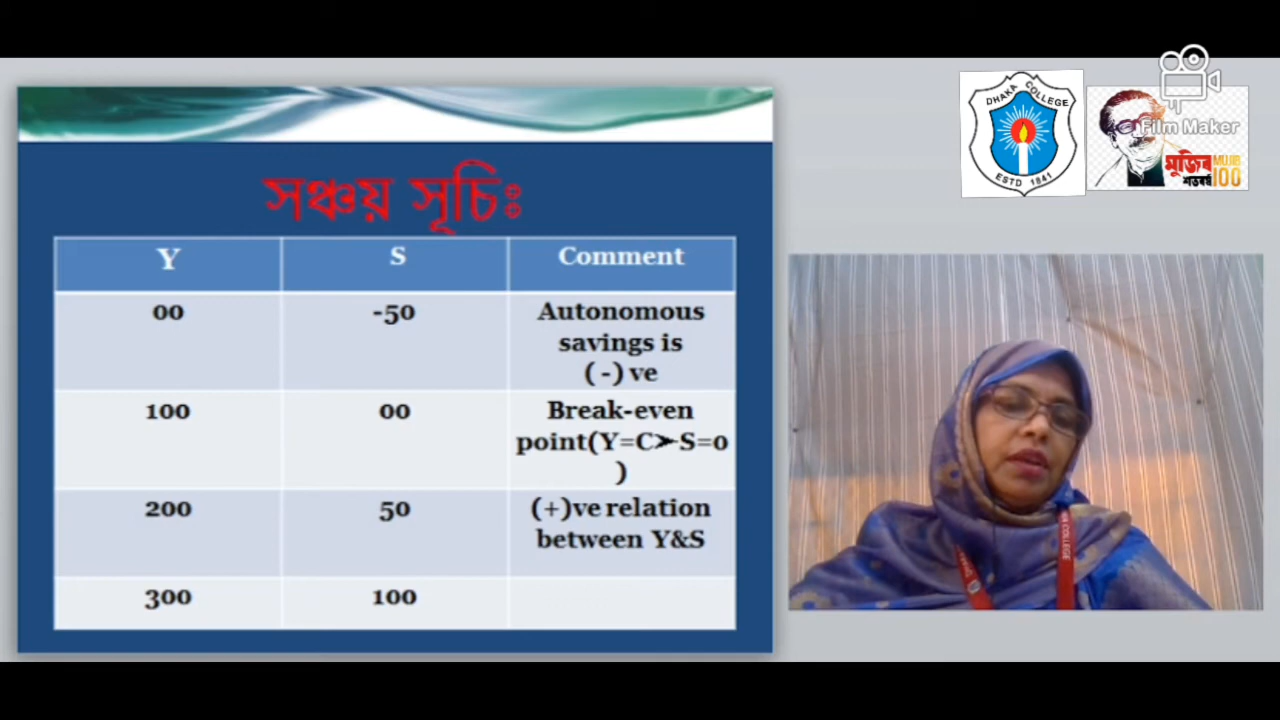 DHAKA COLLEGE
ESTD 1841
Film Maker
মুজিব MUJIB
শতবর্ষ 100
সঞ্চয় সূচিঃ
Y S Comment
00 -50 Autonomous
savings is
(-) ve
100 00 Break-even
point(Y=C➤S=0
)
200 50 (+)ve relation
between Y&S
300 100
COLLEGE